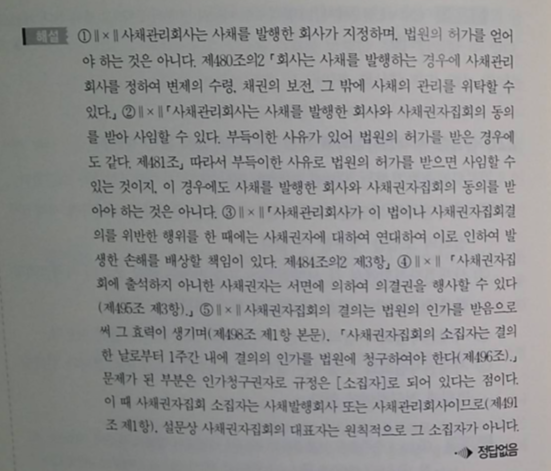 해설 ①∥×∥사채관리회사는 사채를 발행한 회사가 지정하며, 법원의 허가를 얻어
야 하는 것은 아니다. 제480조의2「회사는 사채를 발행하는 경우에 사채관리
회사를 정하여 변제의 수령, 채권의 보전, 그 밖에 사채의 관리를 위탁할 수
있다.」②∥×∥「사채관리회사는 사채를 발행한 회사와 사채권자집회의 동의
를 받아 사임할 수 있다. 부득이한 사유가 있어 법원의 허가를 받은 경우에
도 같다. 제481조」따라서 부득이한 사유로 법원의 허가를 받으면 사임할 수
있는 것이지, 이 경우에도 사채를 발행한 회사와 사채권자집회의 동의를 받
아야 하는 것은 아니다. ③∥×∥「사채관리회사가 이 법이나 사채권자집회결
의를 위반한 행위를 한 때에는 사채권자에 대하여 연대하여 이로 인하여 발
생한 손해를 배상할 책임이 있다. 제484조의2 제3항」④∥×∥「사채권자집
회에 출석하지 아니한 사채권자는 서면에 의하여 의결권을 행사할 수 있다
(제495조 제3항).」⑤∥×∥사채권자집회의 결의는 법원의 인가를 받음으로
써 그 효력이 생기며(제498조 제1항 본문),「사채권자집회의 소집자는 결의
한 날로부터 1주간 내에 결의의 인가를 법원에 청구하여야 한다(제496조).」
문제가 된 부분은 인가청구권자로 규정은 [소집자]로 되어 있다는 점이다.
이 때 사채권자집회 소집자는 사채발행회사 또는 사채관리회사이므로(제491
조 제1항), 설문상 사채권자집회의 대표자는 원칙적으로 그 소집자가 아니다.
정답없음